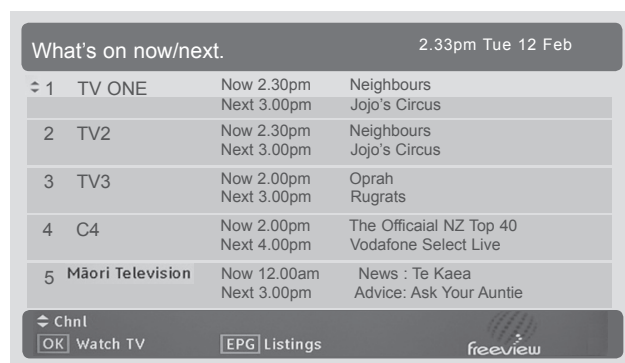 What's on now/next. 2.33pm Tue 12 Feb
1 TV ONE Now 2.30pm Neighbours
Next 3.00pm Jojo's Circus
2 TV2 Now 2.30pm Neighbours
Next 3.00pm Jojo's Circus
3 TV3 Now 2.00pm Oprah
Next 3.00pm Rugrats
4 C4 Now 2.00pm The Officaial NZ Top 40
Next 4.00pm Vodafone Select Live
5 Māori Television Now 12.00am News : Te Kaea
Next 3.00pm Advice: Ask Your Auntie
Chnl
OK Watch TV EPG Listings freeview